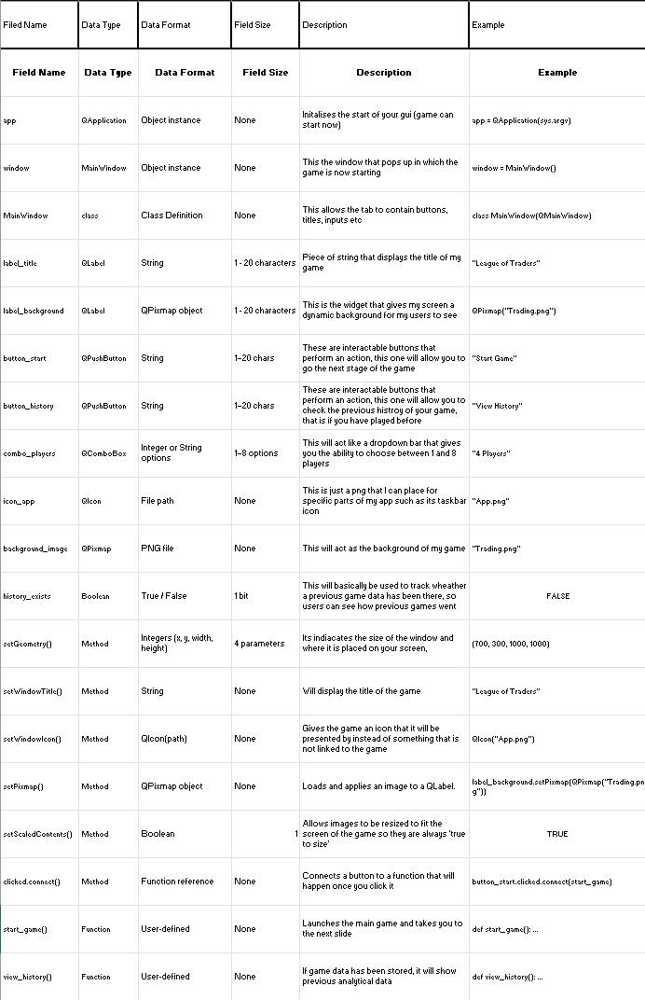 Filed Name Data Type Data Format Field Size Description Example
Field Name Data Type Data Format Field Size Description Example
app QApplication Object instance None Initalises the start of your gui (game can
start now) app = QApplication(sys.argv)
window MainWindow Object instance None This the window that pops up in which the
game is now starting window = MainWindow()
MainWindow class Class Definition None This allows the tab to contain buttons,
titles, inputs etc class MainWindow(QMainWindow)
label_title QLabel String 1 - 20 characters Piece of string that displays the title of my
game "League of Traders"
label_background QLabel QPixmap object 1 - 20 characters This is the widget that gives my screen a
dynamic background for my users to see QPixmap("Trading.png")
button_start QPushButton String 1–20 chars These are interactable buttons that
perform an action, this one will allow you to
go the next stage of the game "Start Game"
button_history QPushButton String 1–20 chars These are interactable buttons that
perform an action, this one will allow you to
check the previous histroy of your game,
that is if you have played before "View History"
combo_players QComboBox Integer or String
options 1–8 options This will act like a dropdown bar that gives
you the ability to choose between 1 and 8
players "4 Players"
icon_app QIcon File path None This is just a png that I can place for
specific parts of my app such as its taskbar
icon "App.png"
background_image QPixmap PNG file None This will act as the background of my game "Trading.png"
history_exists Boolean True / False 1 bit This will basically be used to track wheather
a previous game data has been there, so
users can see how previous games went FALSE
setGeometry() Method Integers (x, y, width,
height) 4 parameters Its indiacates the size of the window and
where it is placed on your screen, (700, 300, 1000, 1000)
setWindowTitle() Method String None Will display the title of the game "League of Traders"
setWindowIcon() Method QIcon(path) None Gives the game an icon that it will be
presented by instead of something that is
not linked to the game QIcon("App.png")
setPixmap() Method QPixmap object None Loads and applies an image to a QLabel. label_background.setPixmap(QPixmap("Trading.pn
g"))
setScaledContents() Method Boolean 1 Allows images to be resized to fit the
screen of the game so they are always 'true
to size' TRUE
clicked.connect() Method Function reference None Connects a button to a function that will
happen once you click it button_start.clicked.connect(start_game)
start_game() Function User-defined None Launches the main game and takes you to
the next slide def start_game(): ...
view_history() Function User-defined None If game data has been stored, it will show
previous analytical data def view_history(): ...